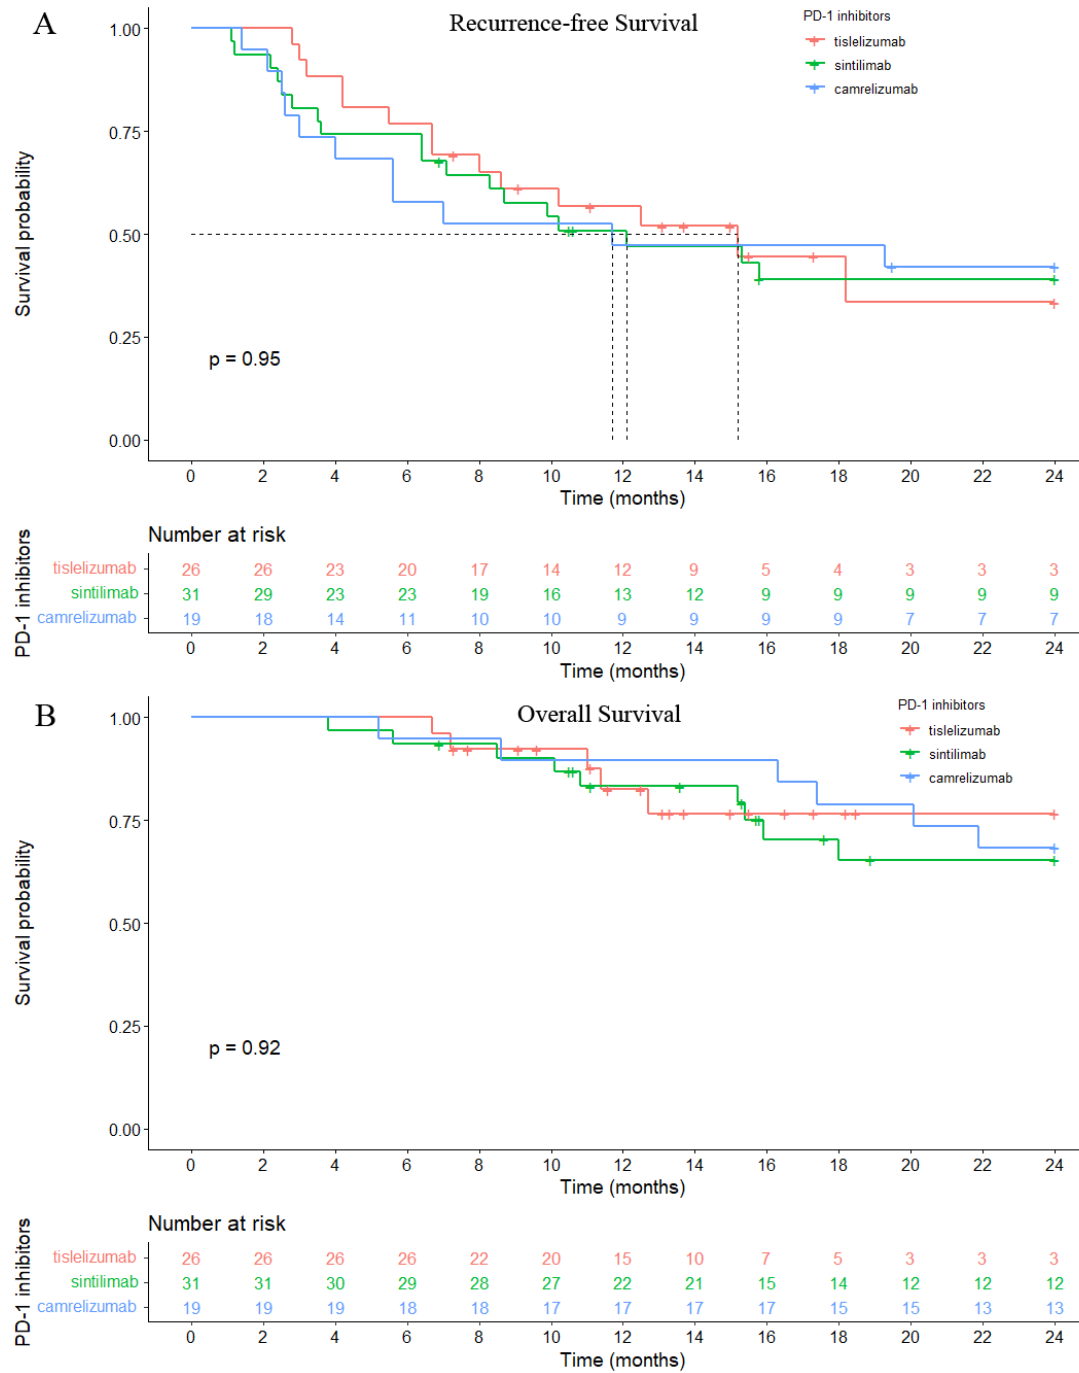 A
Recurrence-free Survival
PD-1 inhibitors
tislelizumab
sintilimab
camrelizumab
Survival probability
1.00
0.75
0.50
0.25
0.00
p = 0.95
0 2 4 6 8 10 12 14 16 18 20 22 24
Time (months)
Number at risk
PD-1 inhibitors
tislelizumab 26 26 23 20 17 14 12 9 5 4 3 3 3
sintilimab 31 29 23 23 19 16 13 12 9 9 9 9 9
camrelizumab 19 18 14 11 10 10 9 9 9 9 7 7 7
0 2 4 6 8 10 12 14 16 18 20 22 24
Time (months)
B
Overall Survival
PD-1 inhibitors
tislelizumab
sintilimab
camrelizumab
Survival probability
1.00
0.75
0.50
0.25
0.00
p = 0.92
0 2 4 6 8 10 12 14 16 18 20 22 24
Time (months)
Number at risk
PD-1 inhibitors
tislelizumab 26 26 26 26 22 20 15 10 7 5 3 3 3
sintilimab 31 31 30 29 28 27 22 21 15 14 12 12 12
camrelizumab 19 19 19 18 18 17 17 17 17 15 15 13 13
0 2 4 6 8 10 12 14 16 18 20 22 24
Time (months)